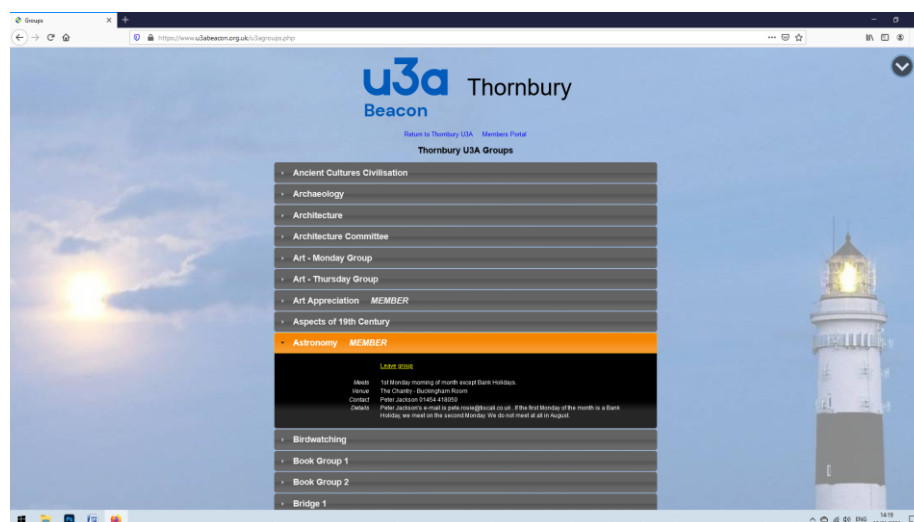 Groups
https://www.u3abeacon.org.uk/u3agroups.php
u3a Thornbury
Beacon
Return to Thornbury U3A Members Portal
Thornbury U3A Groups
Ancient Cultures Civilisation
Archaeology
Architecture
Architecture Committee
Art - Monday Group
Art - Thursday Group
Art Appreciation MEMBER
Aspects of 19th Century
Astronomy MEMBER
Leave group
Meets 1st Monday morning of month except Bank Holidays.
Venue The Chantry - Buckingham Room
Contact Peter Jackson 01454 418050
Details Peter Jackson's e-mail is pete.rosie@tiscali.co.uk . If the first Monday of the month is a Bank
Holiday, we meet on the second Monday. We do not meet at all in August.
Birdwatching
Book Group 1
Book Group 2
Bridge 1
ENG 14:19